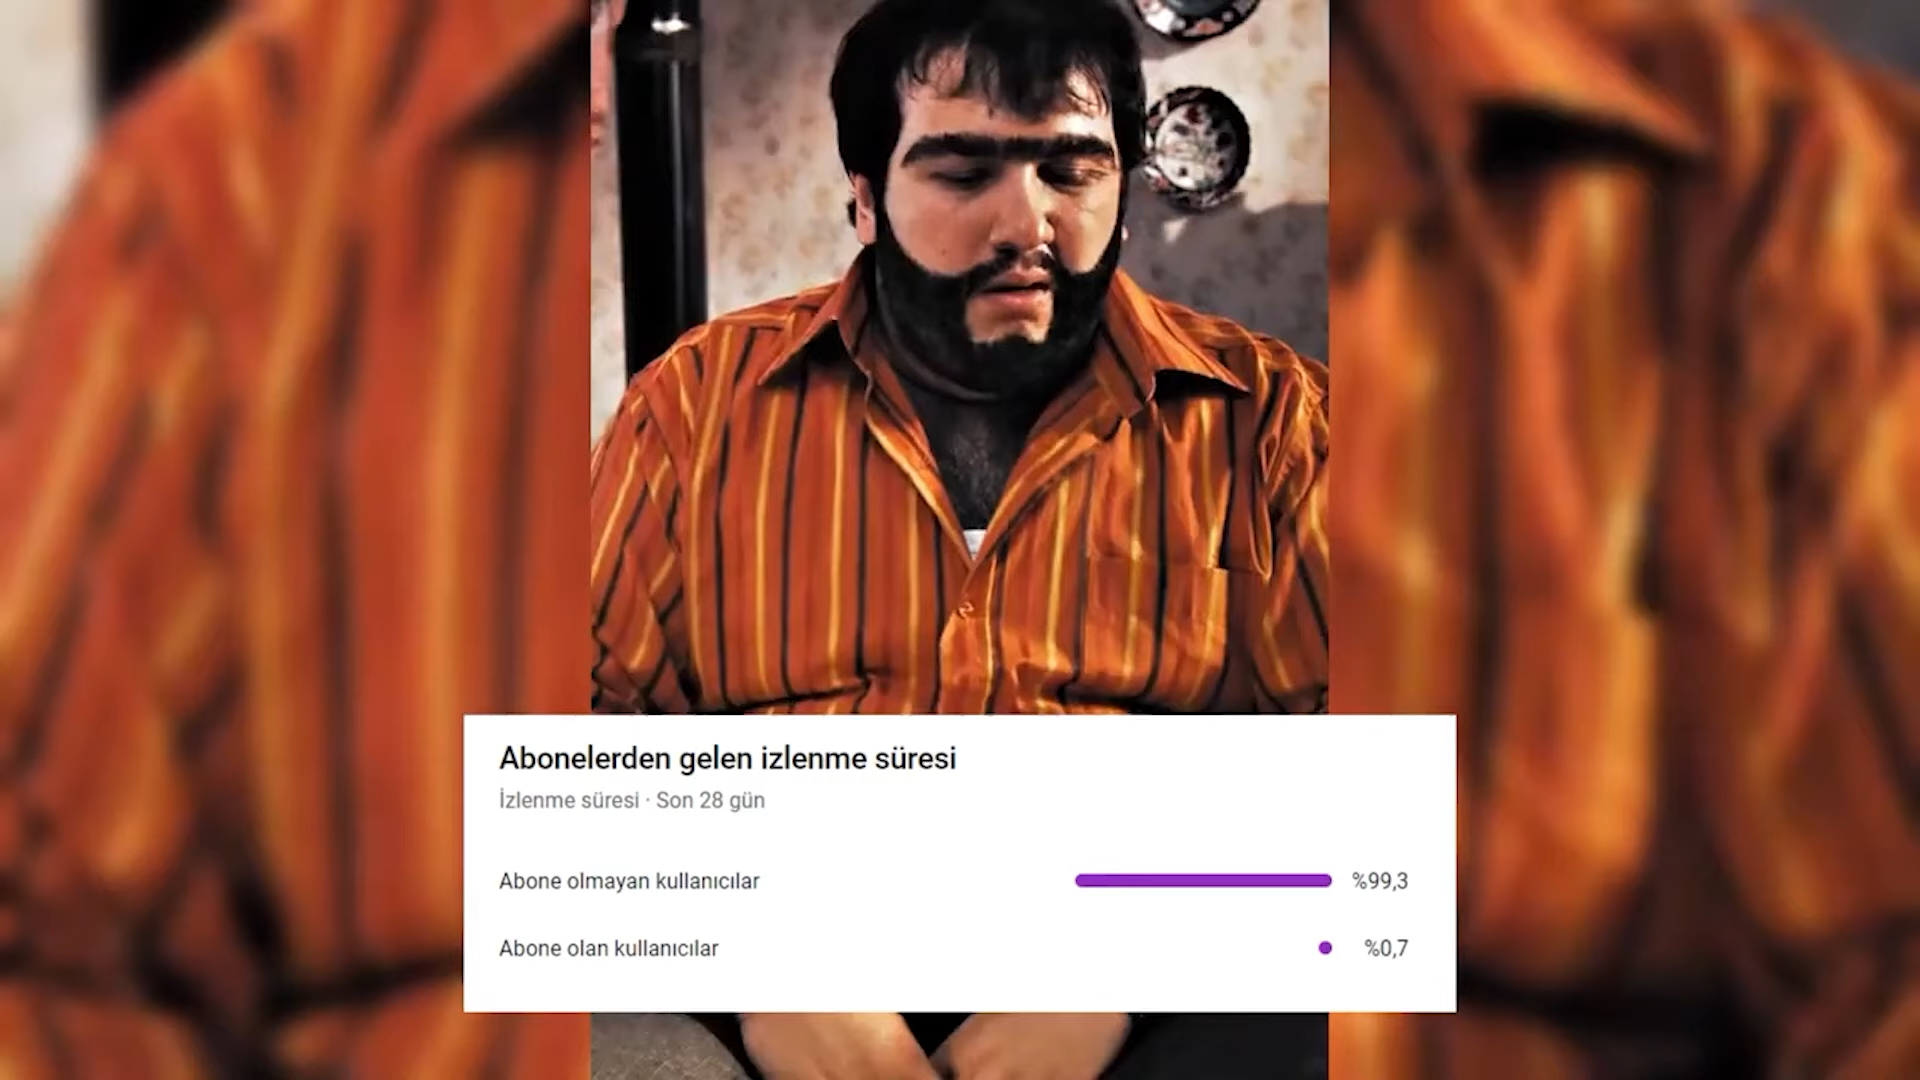 Abonelerden gelen izlenme süresi
İzlenme süresi · Son 28 gün
Abone olmayan kullanıcılar %99,3
Abone olan kullanıcılar %0,7